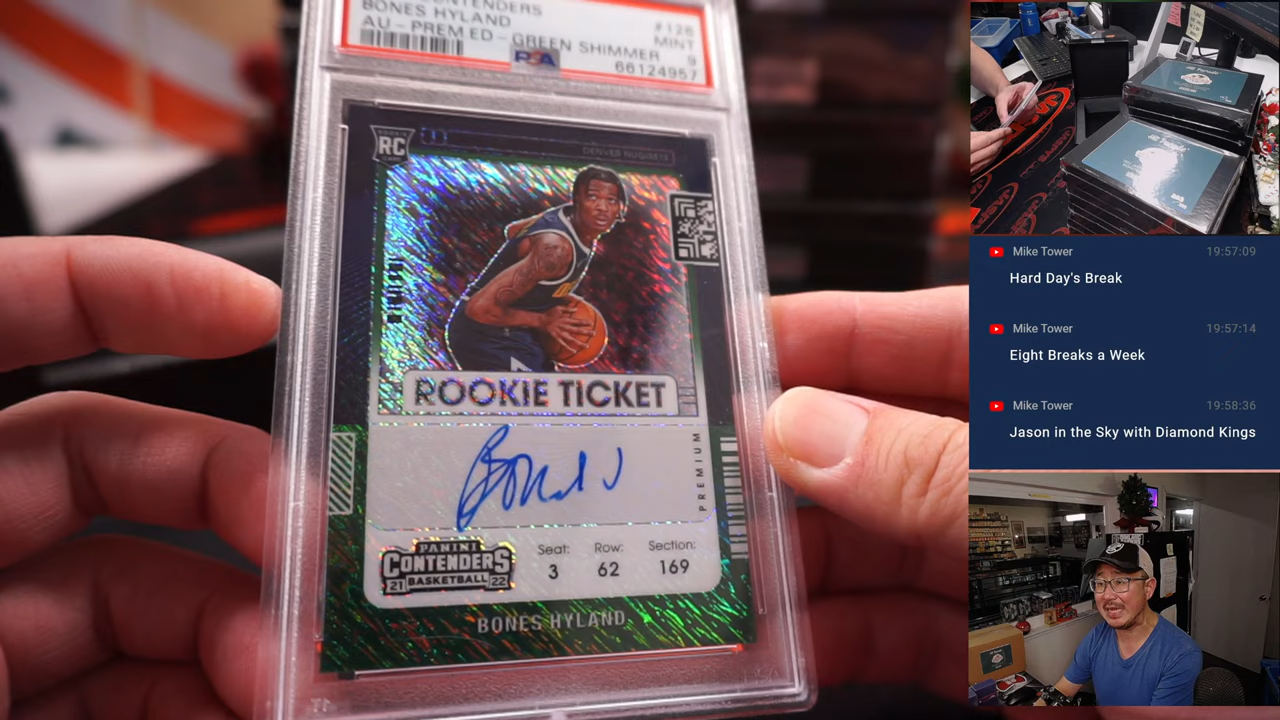 CONTENDERS
BONES HYLAND
AU - PREM ED - GREEN SHIMMER
#126
MINT
9
PSA
66124957
ROOKIE
RC
DENVER NUGGETS
ROOKIE TICKET
PREMIUM
PANINI
CONTENDERS
21 BASKETBALL 22
Seat: Row: Section:
3 62 169
BONES HYLAND
Mike Tower 19:57:09
Hard Day's Break
Mike Tower 19:57:14
Eight Breaks a Week
Mike Tower 19:58:36
Jason in the Sky with Diamond Kings